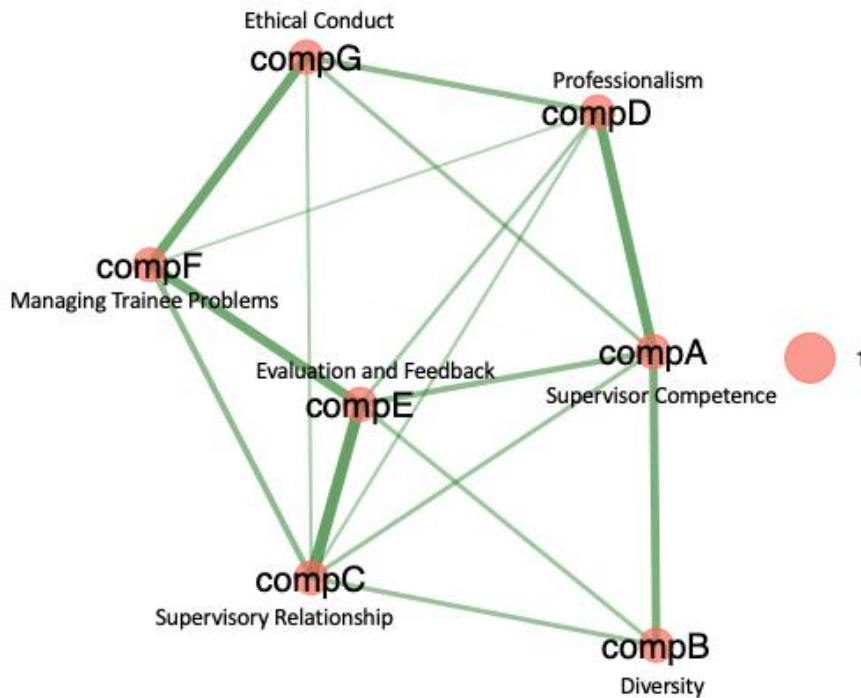 Ethical Conduct
compG
Professionalism
compD
compF
Managing Trainee Problems
Evaluation and Feedback
compE
compA
Supervisor Competence
1
compC
Supervisory Relationship
compB
Diversity